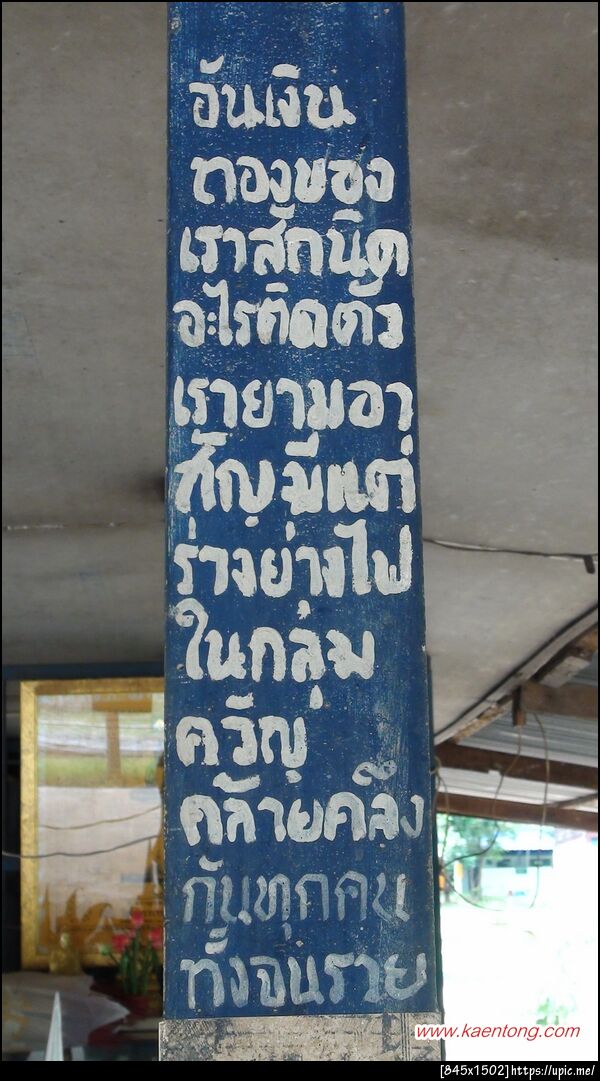 อันเงิน
ทองของ
เราสักนิด
อะไรติดตัว
เรายามอา
สัญมีแต่
ร่างย่างไฟ
ในกลุ่ม
ควัญ
คล้ายคลึง
กันทุกคน
ทั้งจนรวย
www.kaentong.com
[845x1502]https://upic.me/